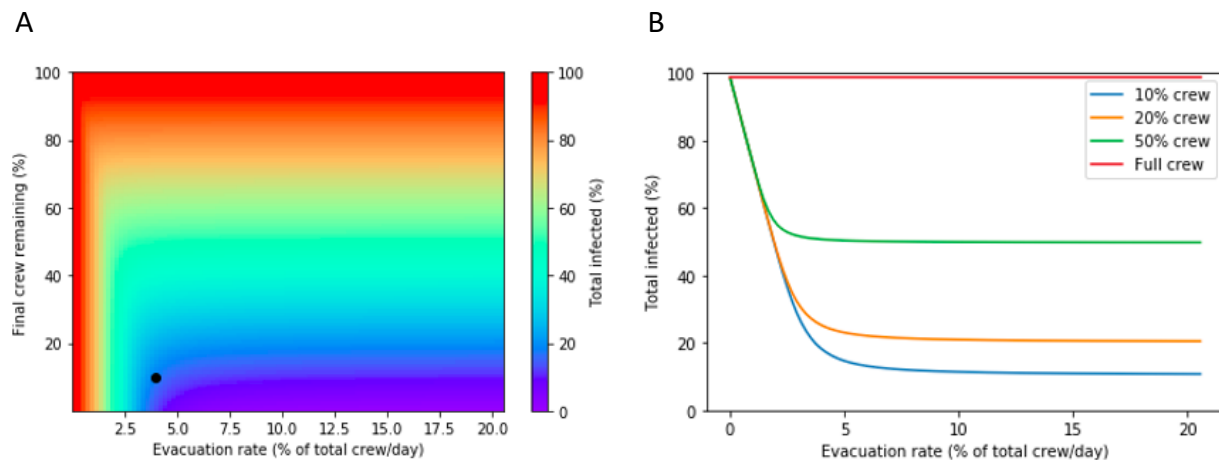 A
100
80
60
40
20
Final crew remaining (%)
2.5 5.0 7.5 10.0 12.5 15.0 17.5 20.0
Evacuation rate (% of total crew/day)
100
80
60
40
20
0
Total infected (%)
B
100
80
60
40
20
0
Total infected (%)
0 5 10 15 20
Evacuation rate (% of total crew/day)
10% crew
20% crew
50% crew
Full crew